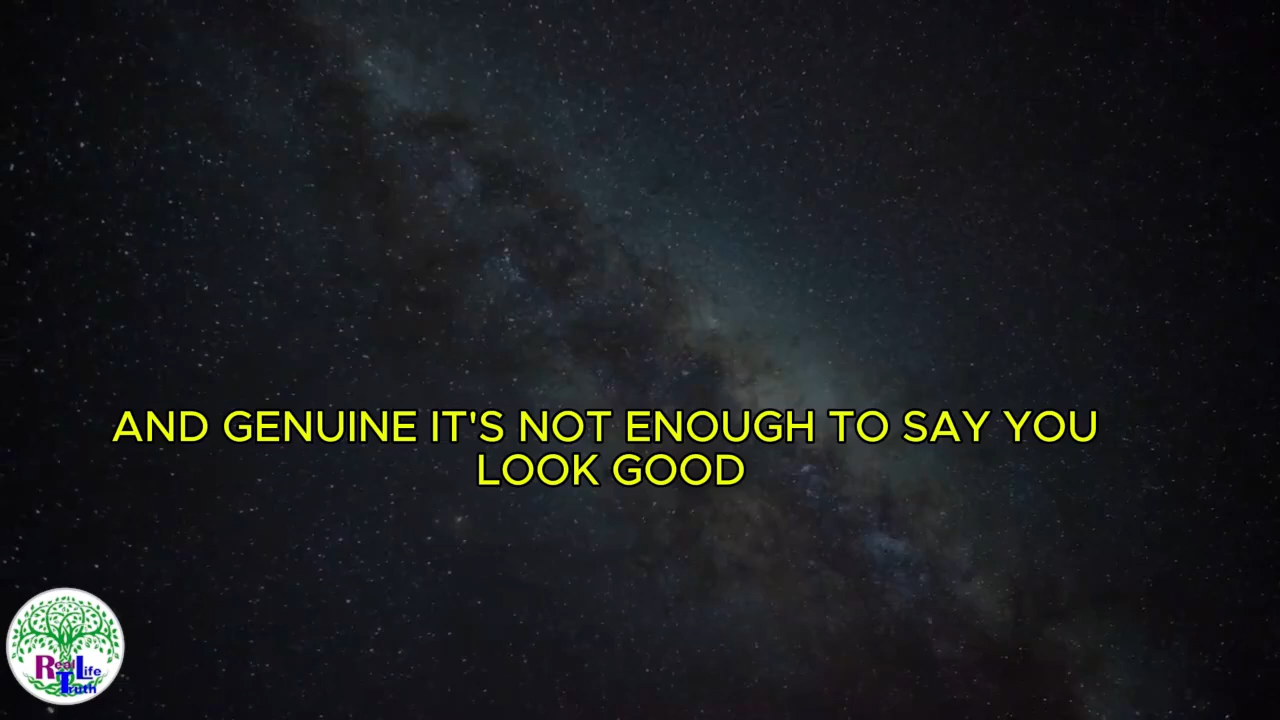 AND GENUINE IT'S NOT ENOUGH TO SAY YOU
LOOK GOOD
Real
Life
Truth